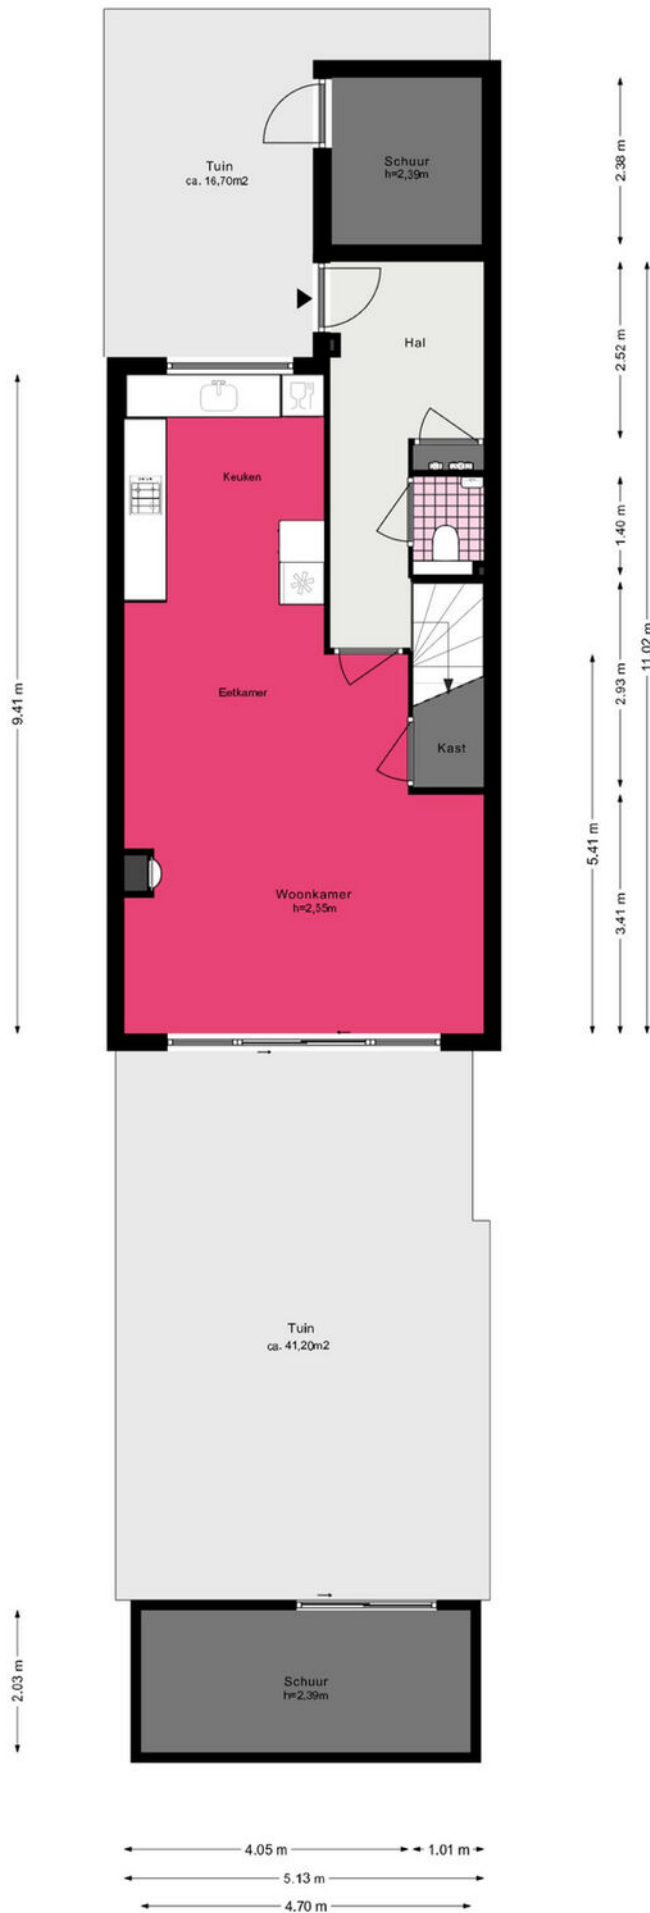 Tuin
ca. 16,70m2
Schuur
h=2,39m
2.38 m
Hal
2.52 m
Keuken
1.40 m
11.02 m
Eetkamer
2.93 m
9.41 m
Kast
5.41 m
Woonkamer
h=2,55m
3.41 m
Tuin
ca. 41,20m2
Schuur
h=2,39m
2.03 m
4.05 m
1.01 m
5.13 m
4.70 m